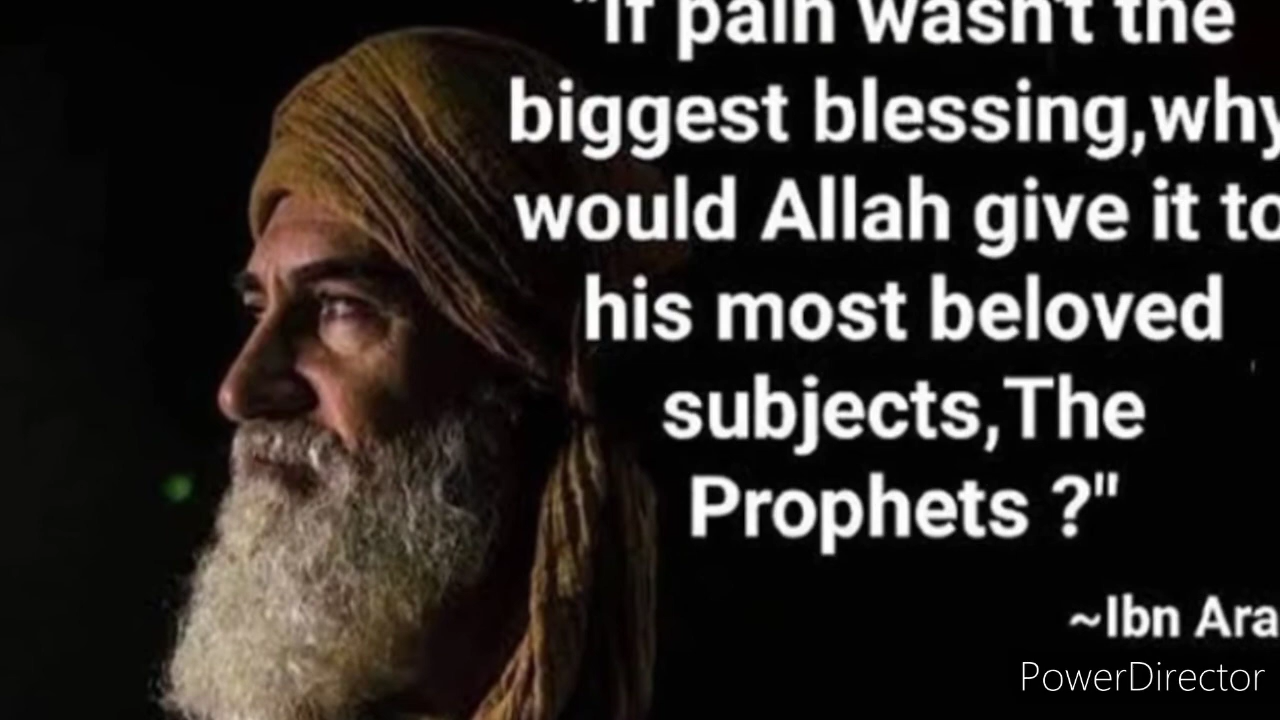 "If pain wasn't the
biggest blessing,why
would Allah give it to
his most beloved
subjects,The
Prophets ?"
~Ibn Ara
PowerDirector